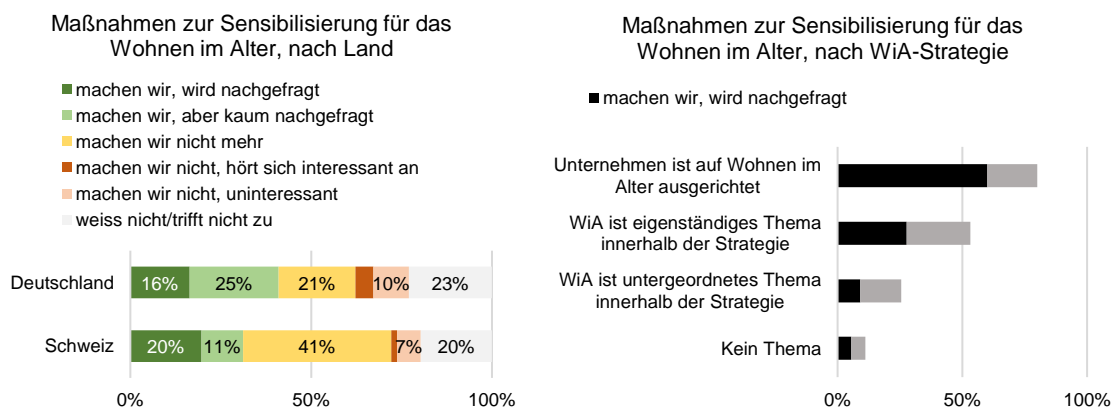 Maßnahmen zur Sensibilisierung für das
Wohnen im Alter, nach Land
machen wir, wird nachgefragt
machen wir, aber kaum nachgefragt
machen wir nicht mehr
machen wir nicht, hört sich interessant an
machen wir nicht, uninteressant
weiss nicht/trifft nicht zu
Deutschland 16% 25% 21% 10% 23%
Schweiz 20% 11% 41% 7% 20%
0% 50% 100%
Maßnahmen zur Sensibilisierung für das
Wohnen im Alter, nach WiA-Strategie
machen wir, wird nachgefragt
Unternehmen ist auf Wohnen im
Alter ausgerichtet
WiA ist eigenständiges Thema
innerhalb der Strategie
WiA ist untergeordnetes Thema
innerhalb der Strategie
Kein Thema
0% 50% 100%